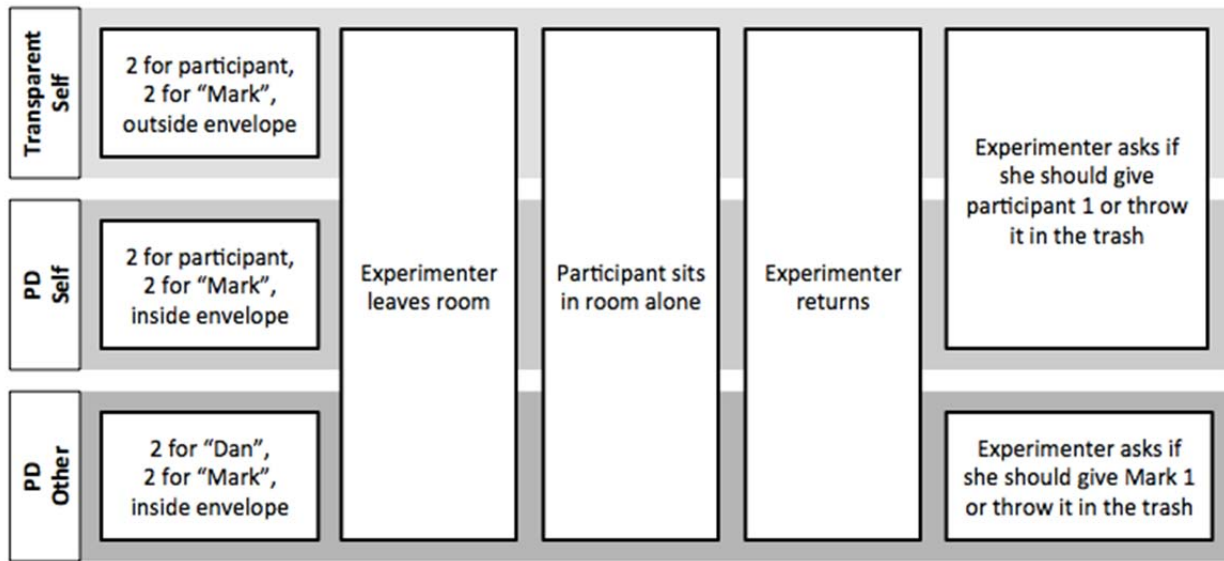 Transparent
Self
2 for participant,
2 for “Mark”,
outside envelope
PD
Self
2 for participant,
2 for “Mark”,
inside envelope
PD
Other
2 for “Dan”,
2 for “Mark”,
inside envelope
Experimenter
leaves room
Participant sits
in room alone
Experimenter
returns
Experimenter asks if
she should give
participant 1 or throw
it in the trash
Experimenter asks if
she should give Mark 1
or throw it in the trash